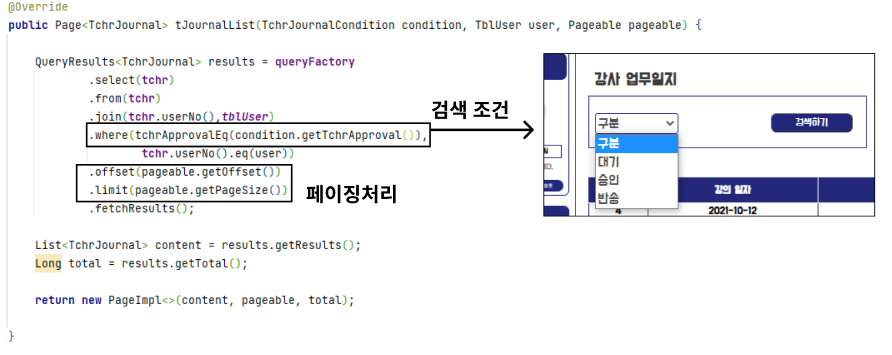 @Override
public Page<TchrJournal> tJournalList(TchrJournalCondition condition, TblUser user, Pageable pageable) {
QueryResults<TchrJournal> results = queryFactory
.select(tchr)
.from(tchr)
.join(tchr.userNo(),tblUser)
.where(tchrApprovalEq(condition.getTchrApproval()),
tchr.userNo().eq(user))
.offset(pageable.getOffset())
.limit(pageable.getPageSize())
.fetchResults();
List<TchrJournal> content = results.getResults();
Long total = results.getTotal();
return new PageImpl<>(content, pageable, total);
}
검색 조건
페이징처리
강사 업무일지
구분
검색하기
구분
대기
승인
반송
강의 일자
4
2021-10-12